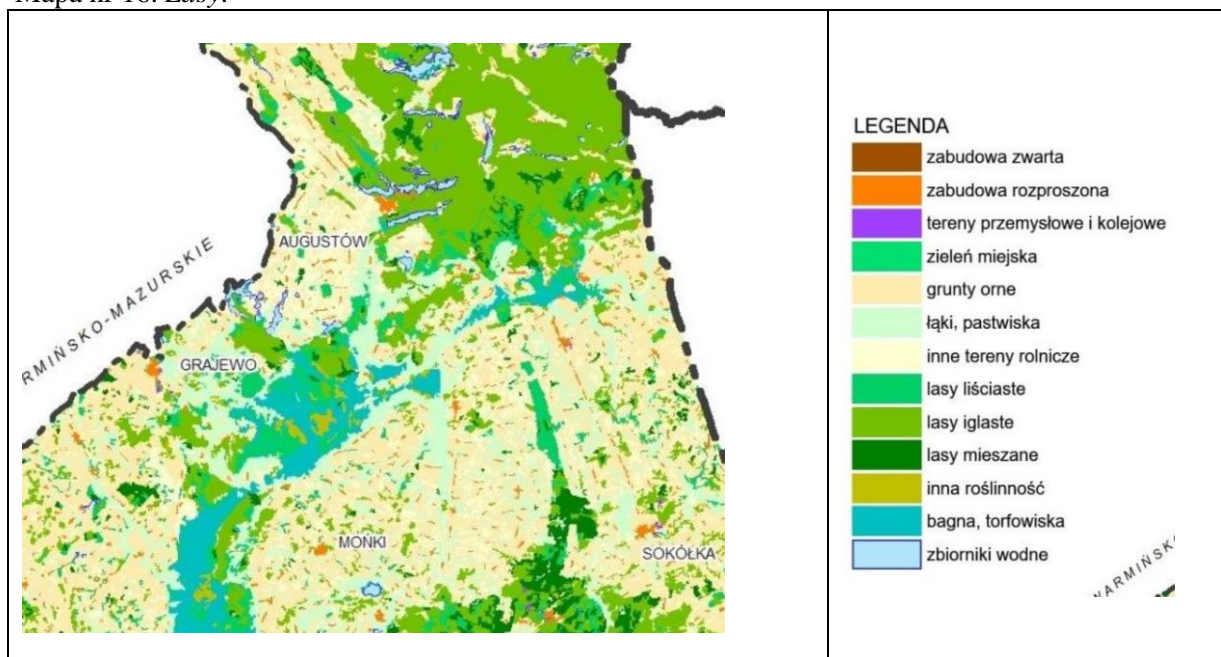 Mapa nr 18. Lasy.
AUGUSTÓW
RMIŃSKO-MAZURSKIE
GRAJEWO
MOŃKI
SOKÓŁKA
LEGENDA
zabudowa zwarta
zabudowa rozproszona
tereny przemysłowe i kolejowe
zieleń miejska
grunty orne
łąki, pastwiska
inne tereny rolnicze
lasy liściaste
lasy iglaste
lasy mieszane
inna roślinność
bagna, torfowiska
zbiorniki wodne
WARMIŃSKO